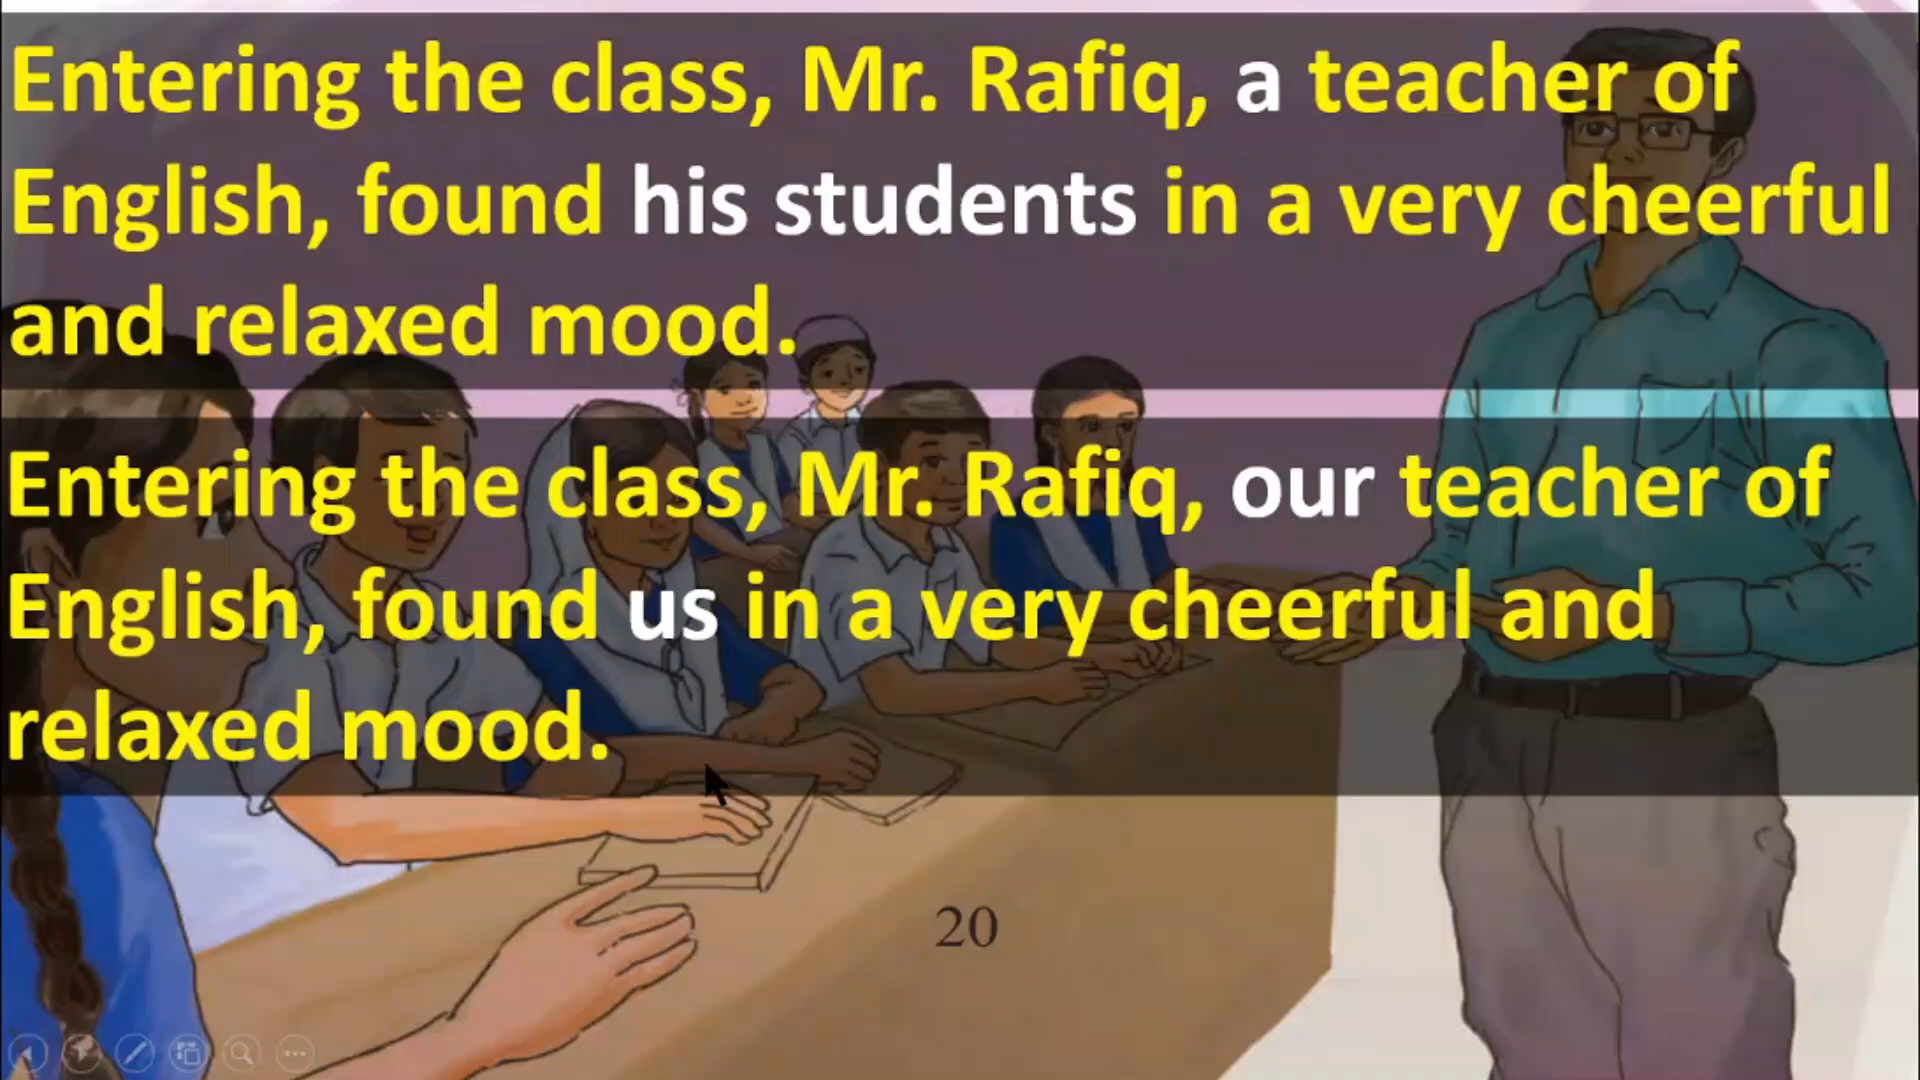 Entering the class, Mr. Rafiq, a teacher of
English, found his students in a very cheerful
and relaxed mood.
Entering the class, Mr. Rafiq, our teacher of
English, found us in a very cheerful and
relaxed mood.
20